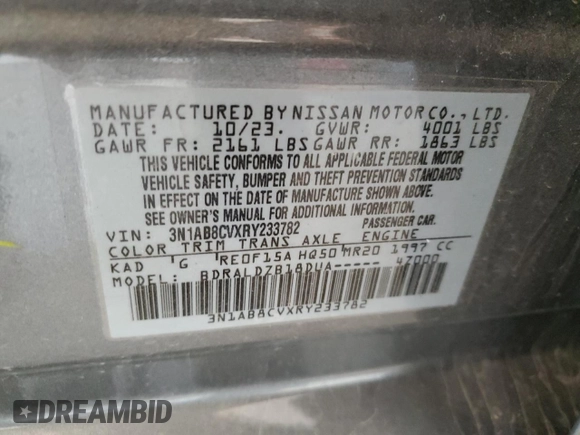 MANUFACTURED BY NISSAN MOTOR CO., LTD.
DATE: 10/23. GVWR: 4001 LBS
GAWR FR: 2161 LBS GAWR RR: 1863 LBS
THIS VEHICLE CONFORMS TO ALL APPLICABLE FEDERAL MOTOR
VEHICLE SAFETY, BUMPER AND THEFT PREVENTION STANDARDS
IN EFFECT ON THE DATE OF MANUFACTURE SHOWN ABOVE.
SEE OWNER'S MANUAL FOR ADDITIONAL INFORMATION.
VIN: 3N1AB8CVXRY233782 PASSENGER CAR.
COLOR TRIM TRANS AXLE ENGINE
KAD G RE0F15A HQ50 MR20 1997 CC
MODEL: BDRALDZB18DUA----- 47000
3N1AB8CVXRY233782
DREAMBID